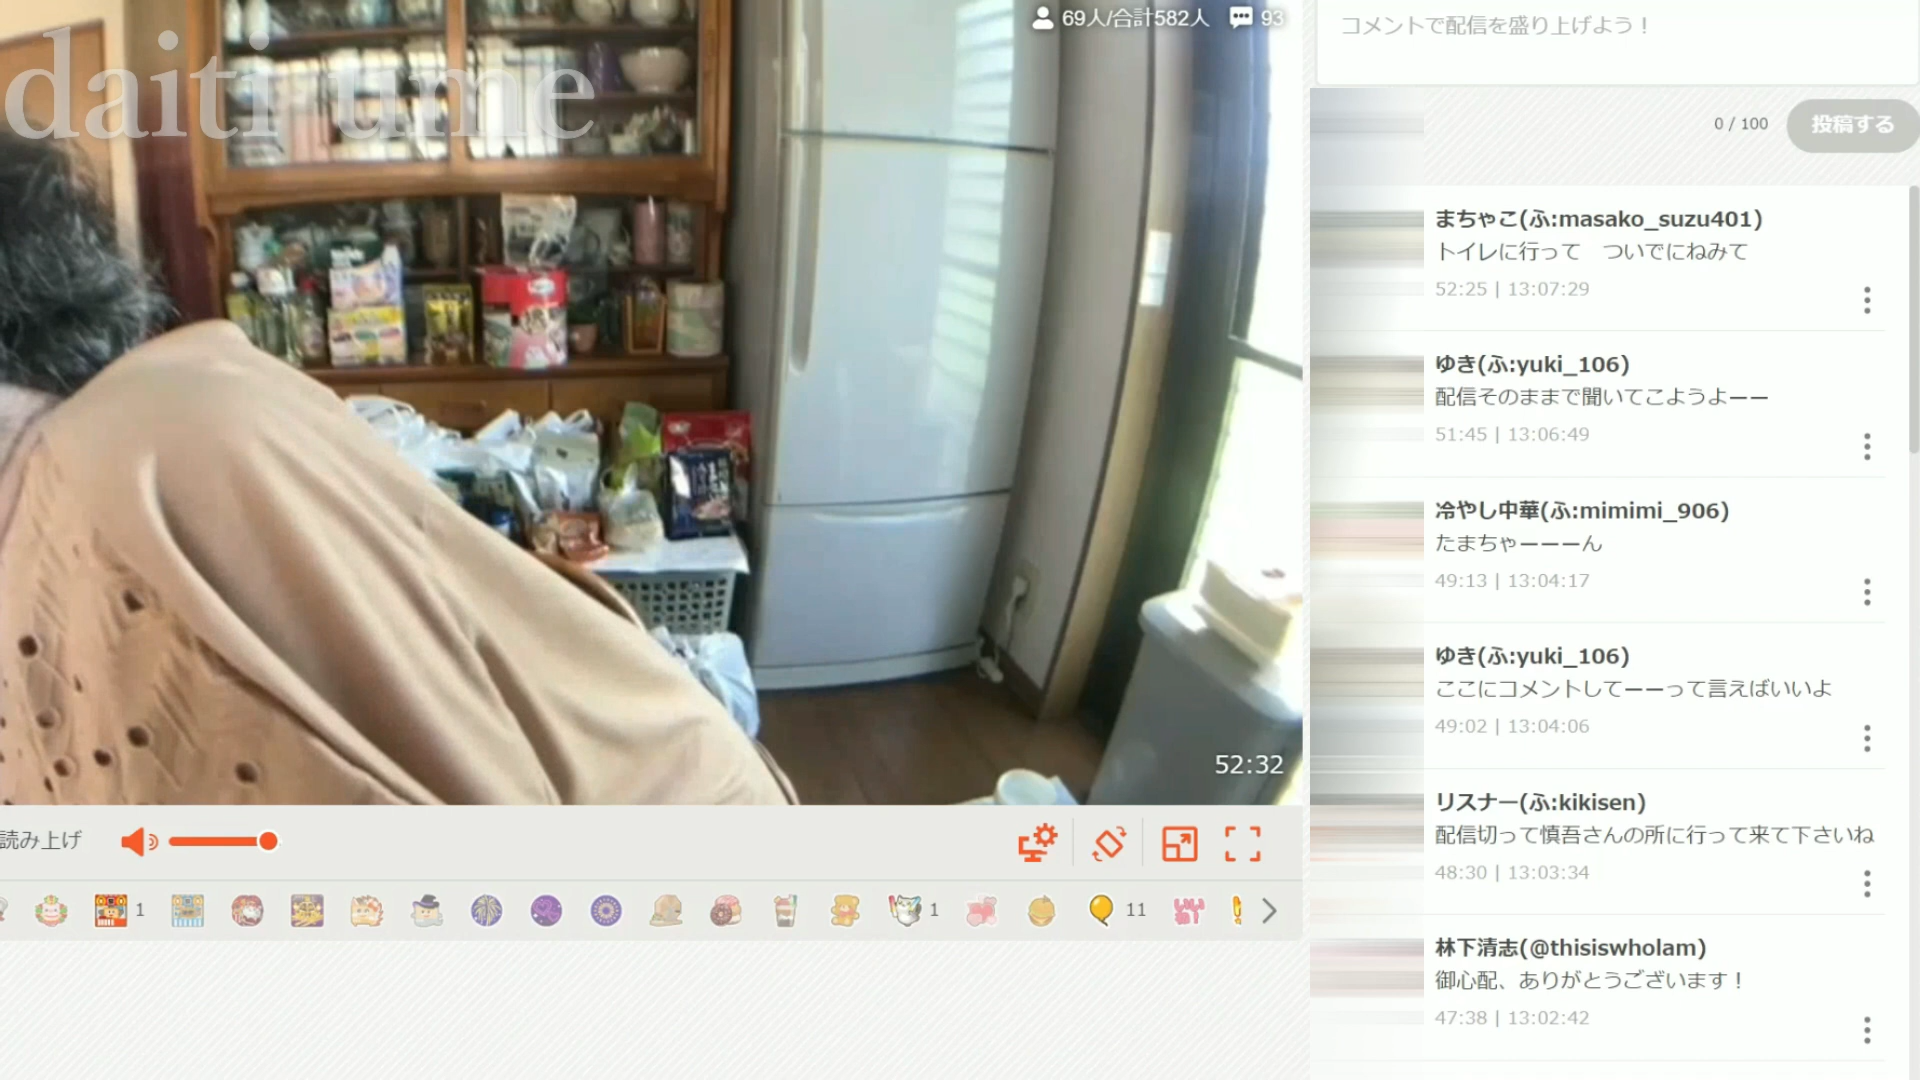 daiti ume
69人/合計582人 93
52:32
読み上げ
1
1
11
コメントで配信を盛り上げよう！
0 / 100
投稿する
まちゃこ(ふ:masako_suzu401)
トイレに行って　ついでにねみて
52:25 | 13:07:29
ゆき(ふ:yuki_106)
配信そのままで聞いてこようよーー
51:45 | 13:06:49
冷やし中華(ふ:mimimi_906)
たまちゃーーーん
49:13 | 13:04:17
ゆき(ふ:yuki_106)
ここにコメントしてーーって言えばいいよ
49:02 | 13:04:06
リスナー(ふ:kikisen)
配信切って慎吾さんの所に行って来て下さいね
48:30 | 13:03:34
林下清志(@thisiswholam)
御心配、ありがとうございます！
47:38 | 13:02:42